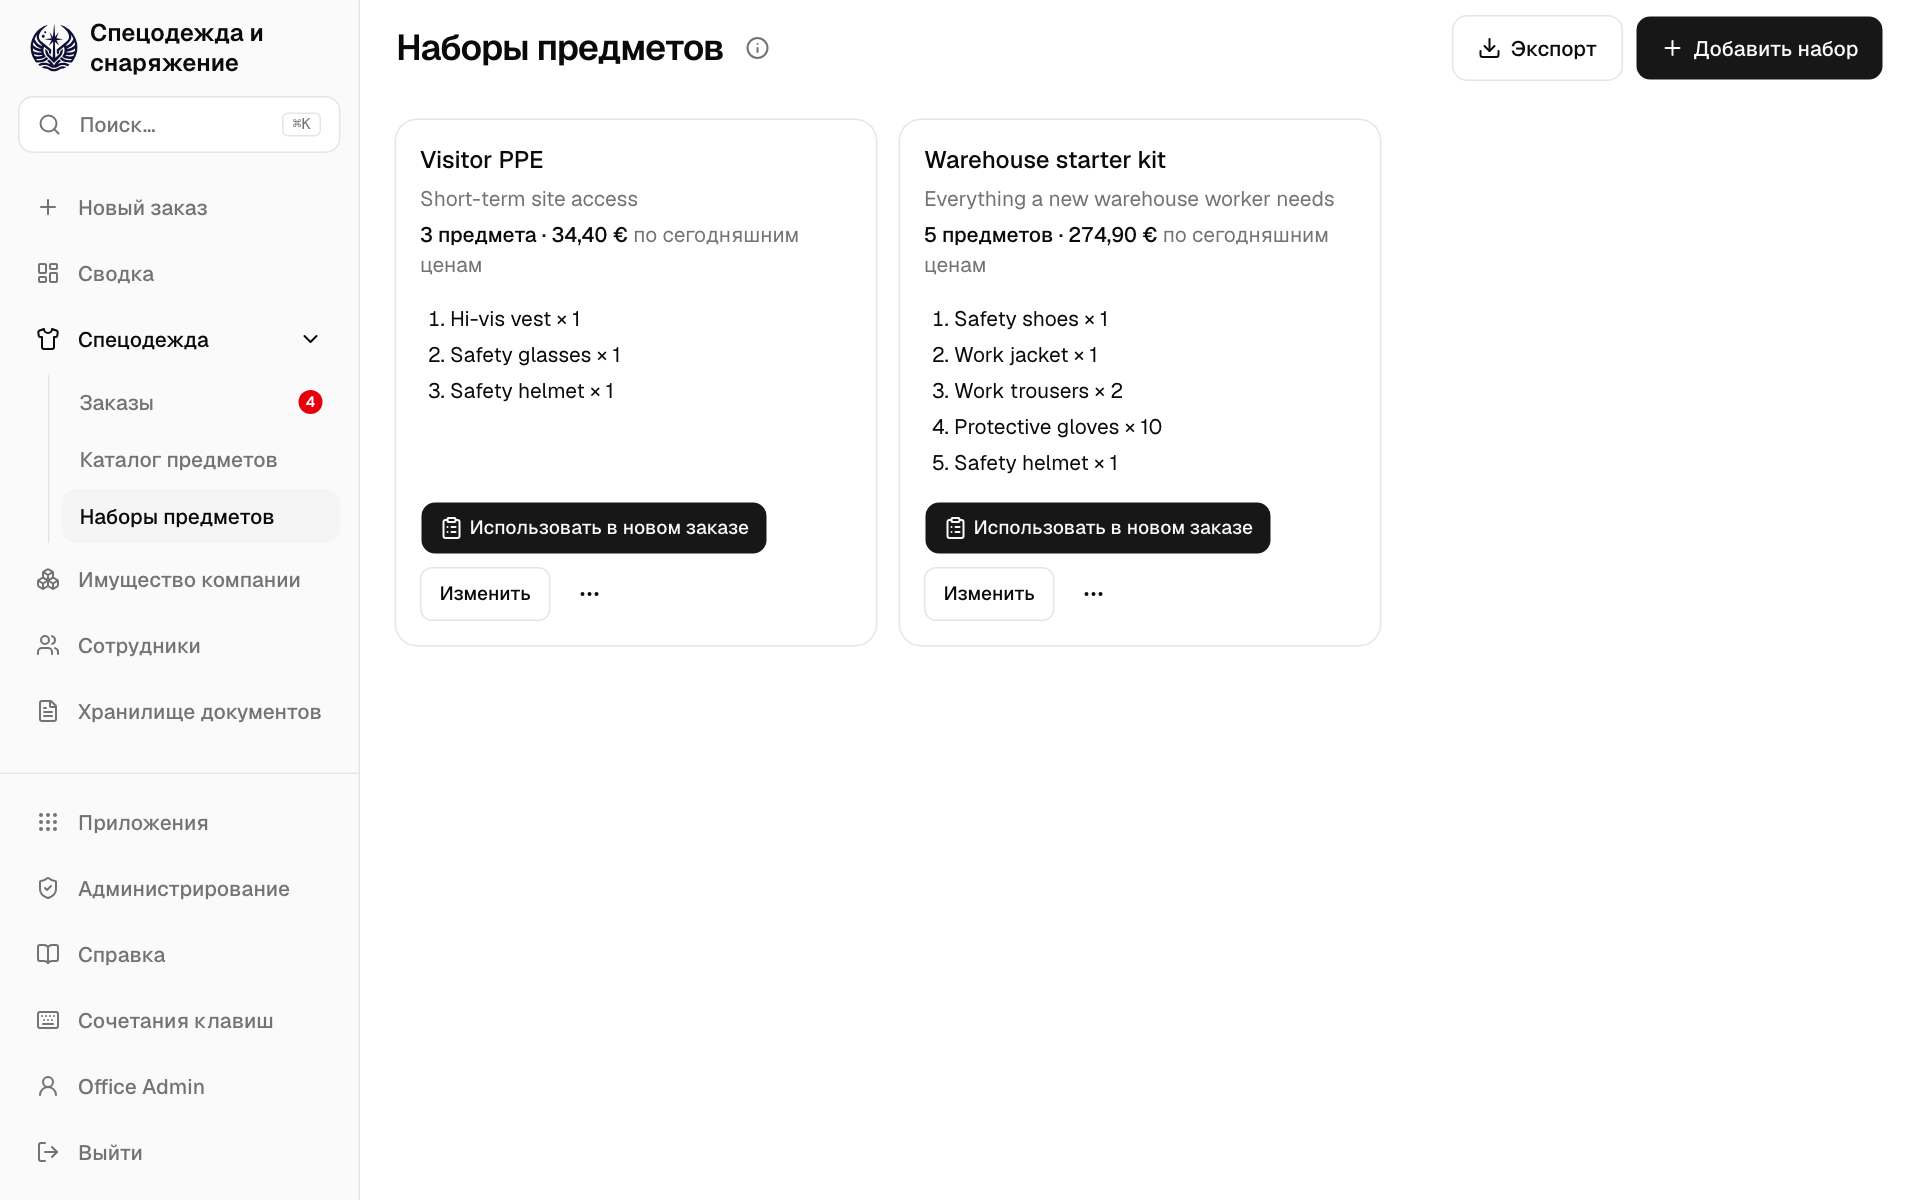 Спецодежда и
снаряжение
Поиск...
⌘K
Новый заказ
Сводка
Спецодежда
Заказы
4
Каталог предметов
Наборы предметов
Имущество компании
Сотрудники
Хранилище документов
Приложения
Администрирование
Справка
Сочетания клавиш
Office Admin
Выйти
Наборы предметов
Экспорт
Добавить набор
Visitor PPE
Short-term site access
3 предмета · 34,40 € по сегодняшним
ценам
1. Hi-vis vest × 1
2. Safety glasses × 1
3. Safety helmet × 1
Использовать в новом заказе
Изменить
Warehouse starter kit
Everything a new warehouse worker needs
5 предметов · 274,90 € по сегодняшним
ценам
1. Safety shoes × 1
2. Work jacket × 1
3. Work trousers × 2
4. Protective gloves × 10
5. Safety helmet × 1
Использовать в новом заказе
Изменить